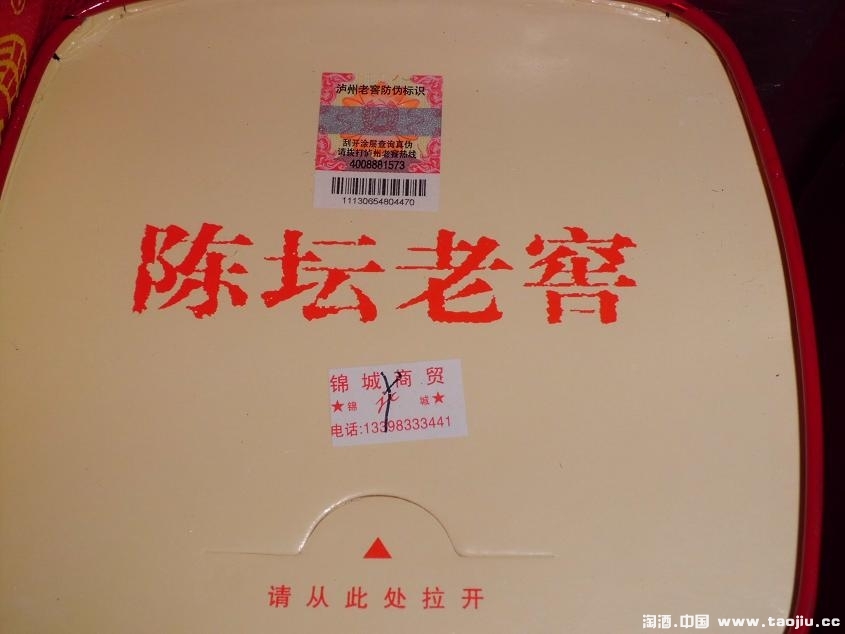 泸州老窖防伪标识
刮开涂层查询真伪
请拨打泸州老窖热线
4008881573
11130654804470
陈坛老窖
锦城商贸
★锦 jc 城★
电话:13398333441
请从此处拉开
淘酒.中国 www.taojiu.cc